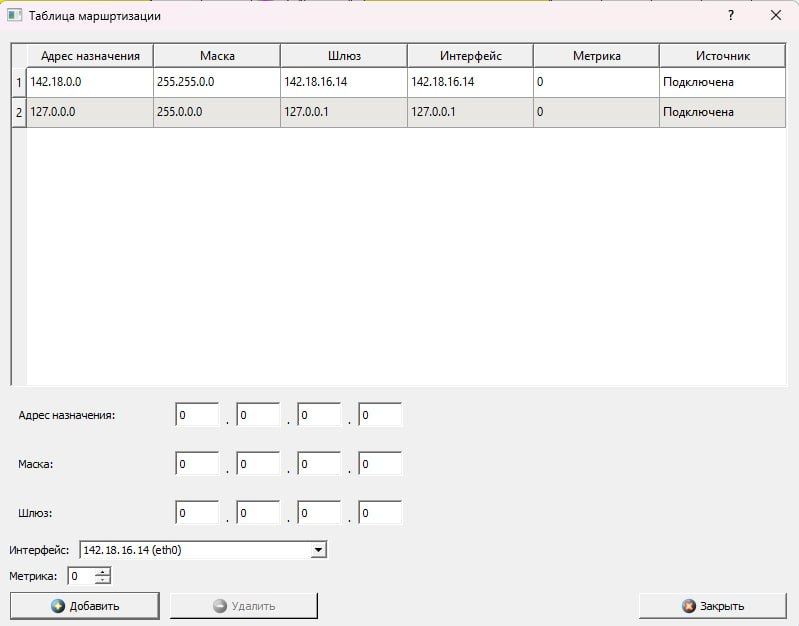 Таблица маршртизации ?
Адрес назначения Маска Шлюз Интерфейс Метрика Источник
1 142.18.0.0 255.255.0.0 142.18.16.14 142.18.16.14 0 Подключена
2 127.0.0.0 255.0.0.0 127.0.0.1 127.0.0.1 0 Подключена
Адрес назначения: 0 . 0 . 0 . 0
Маска: 0 . 0 . 0 . 0
Шлюз: 0 . 0 . 0 . 0
Интерфейс: 142.18.16.14 (eth0)
Метрика: 0
Добавить Удалить Закрыть